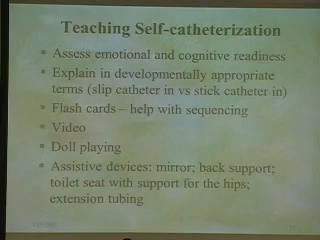 Teaching Self-catheterization
Assess emotional and cognitive readiness
Explain in developmentally appropriate
terms (slip catheter in vs stick catheter in)
Flash cards – help with sequencing
Video
Doll playing
Assistive devices: mirror; back support;
toilet seat with support for the hips;
extension tubing